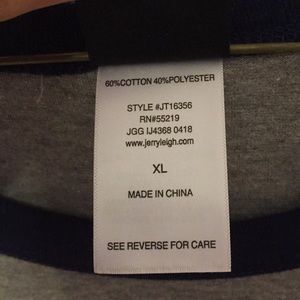 60%COTTON 40%POLYESTER
STYLE #JT16356
RN#55219
JGG IJ4368 0418
www.jerryleigh.com
XL
MADE IN CHINA
SEE REVERSE FOR CARE